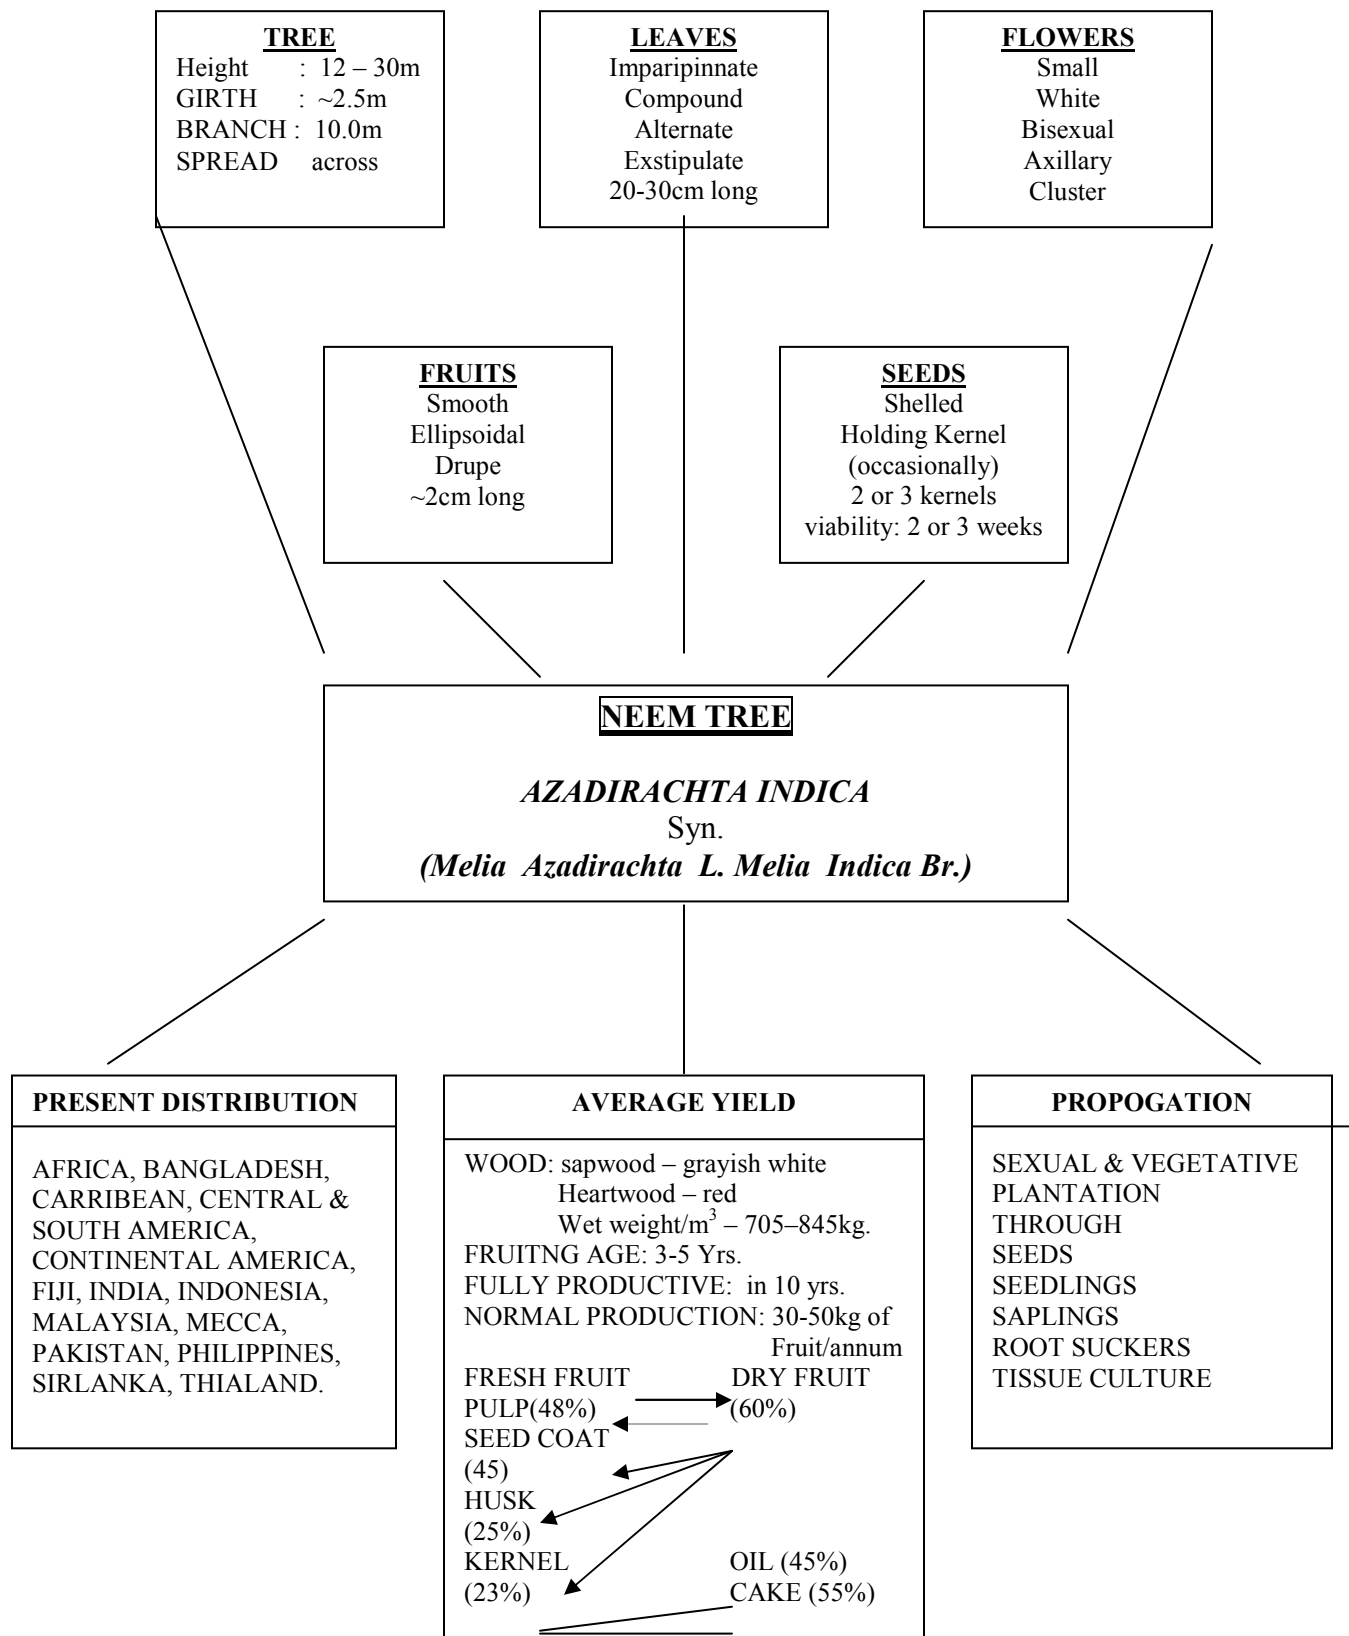 TREE
Height : 12 – 30m
GIRTH : ~2.5m
BRANCH : 10.0m
SPREAD across
LEAVES
Imparipinnate
Compound
Alternate
Exstipulate
20-30cm long
FLOWERS
Small
White
Bisexual
Axillary
Cluster
FRUITS
Smooth
Ellipsoidal
Drupe
~2cm long
SEEDS
Shelled
Holding Kernel
(occasionally)
2 or 3 kernels
viability: 2 or 3 weeks
NEEM TREE
AZADIRACHTA INDICA
Syn.
(Melia Azadirachta L. Melia Indica Br.)
PRESENT DISTRIBUTION
AFRICA, BANGLADESH,
CARRIBEAN, CENTRAL &
SOUTH AMERICA,
CONTINENTAL AMERICA,
FIJI, INDIA, INDONESIA,
MALAYSIA, MECCA,
PAKISTAN, PHILIPPINES,
SIRLANKA, THIALAND.
AVERAGE YIELD
WOOD: sapwood – grayish white
Heartwood – red
Wet weight/m³ – 705–845kg.
FRUITNG AGE: 3-5 Yrs.
FULLY PRODUCTIVE: in 10 yrs.
NORMAL PRODUCTION: 30-50kg of
Fruit/annum
FRESH FRUIT DRY FRUIT
PULP(48%) (60%)
SEED COAT
(45)
HUSK
(25%)
KERNEL OIL (45%)
(23%) CAKE (55%)
PROPOGATION
SEXUAL & VEGETATIVE
PLANTATION
THROUGH
SEEDS
SEEDLINGS
SAPLINGS
ROOT SUCKERS
TISSUE CULTURE